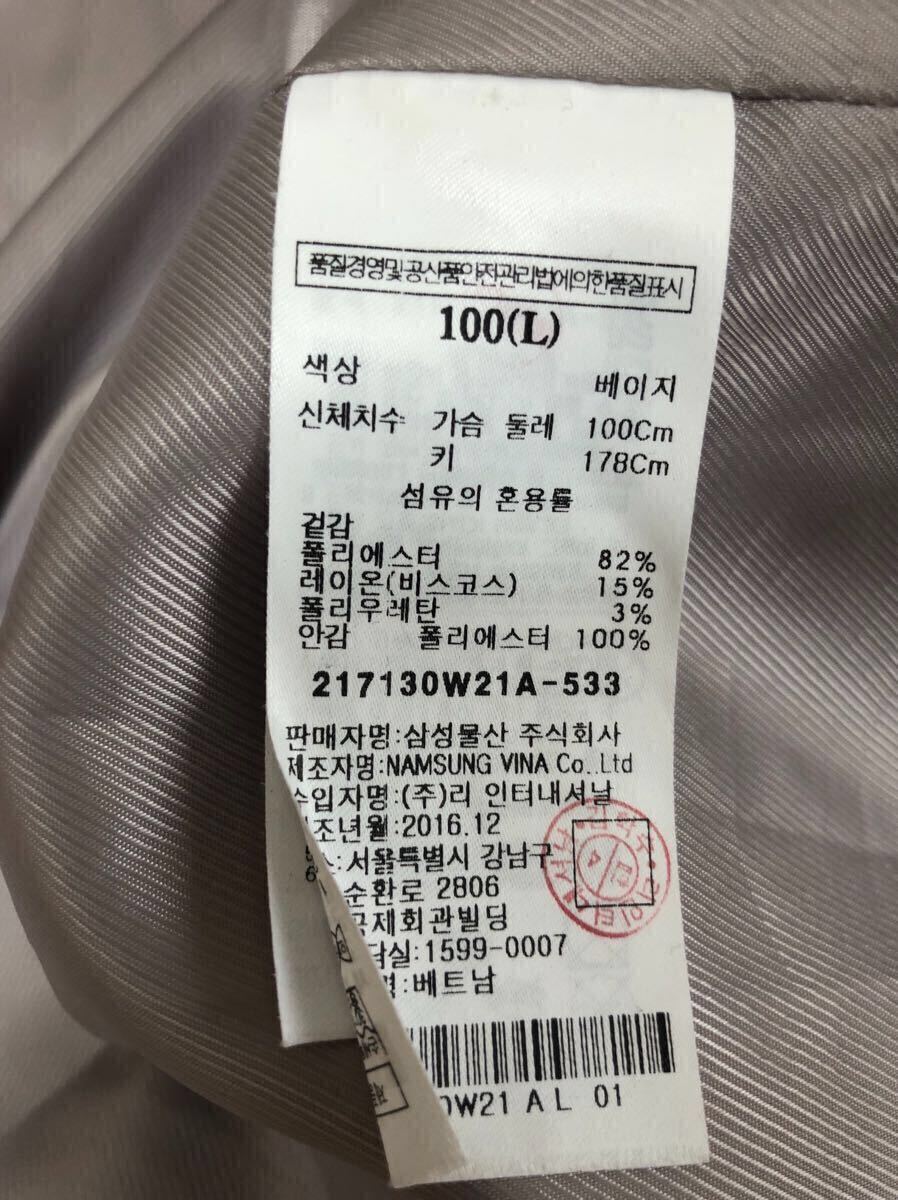 품질경영및공산품안전관리법에의한품질표시
100(L)
색상 베이지
신체치수 가슴 둘레 100Cm
키 178Cm
섬유의 혼용률
겉감
폴리에스터 82%
레이온(비스코스) 15%
폴리우레탄 3%
안감 폴리에스터 100%
217130W21A-533
판매자명:삼성물산 주식회사
제조자명:NAMSUNG VINA Co.,Ltd
수입자명:(주)리 인터내셔날
조년월:2016.12
:서울특별시 강남구
순환로 2806
국제회관빌딩
담실:1599-0007
명:베트남
0W21 A L 01